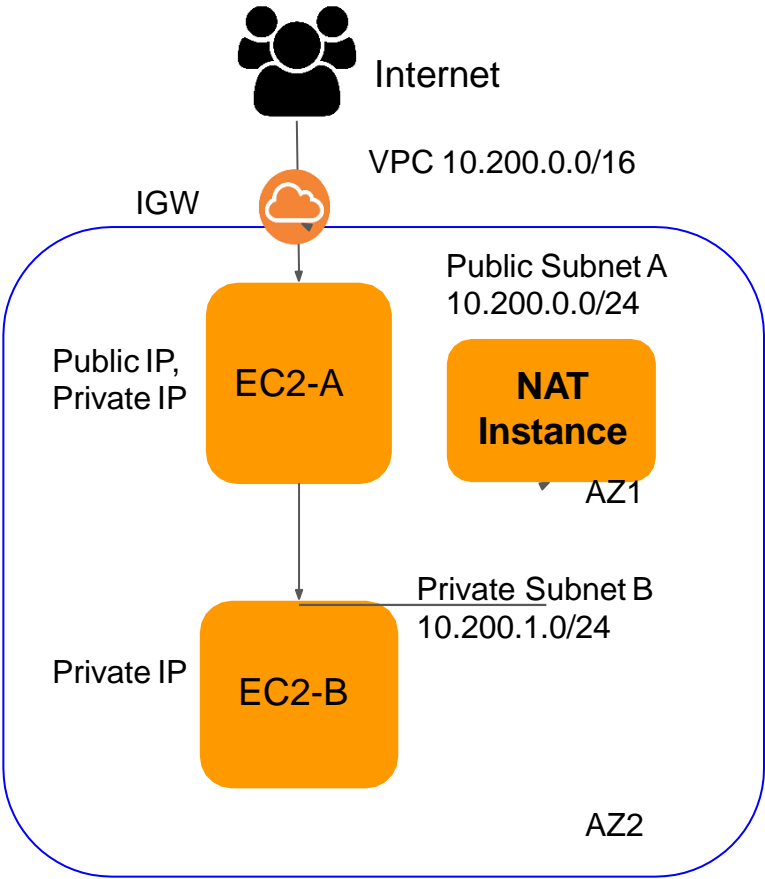 Internet
VPC 10.200.0.0/16
IGW
Public Subnet A
10.200.0.0/24
Public IP,
Private IP
EC2-A
NAT
Instance
AZ1
Private Subnet B
10.200.1.0/24
Private IP
EC2-B
AZ2